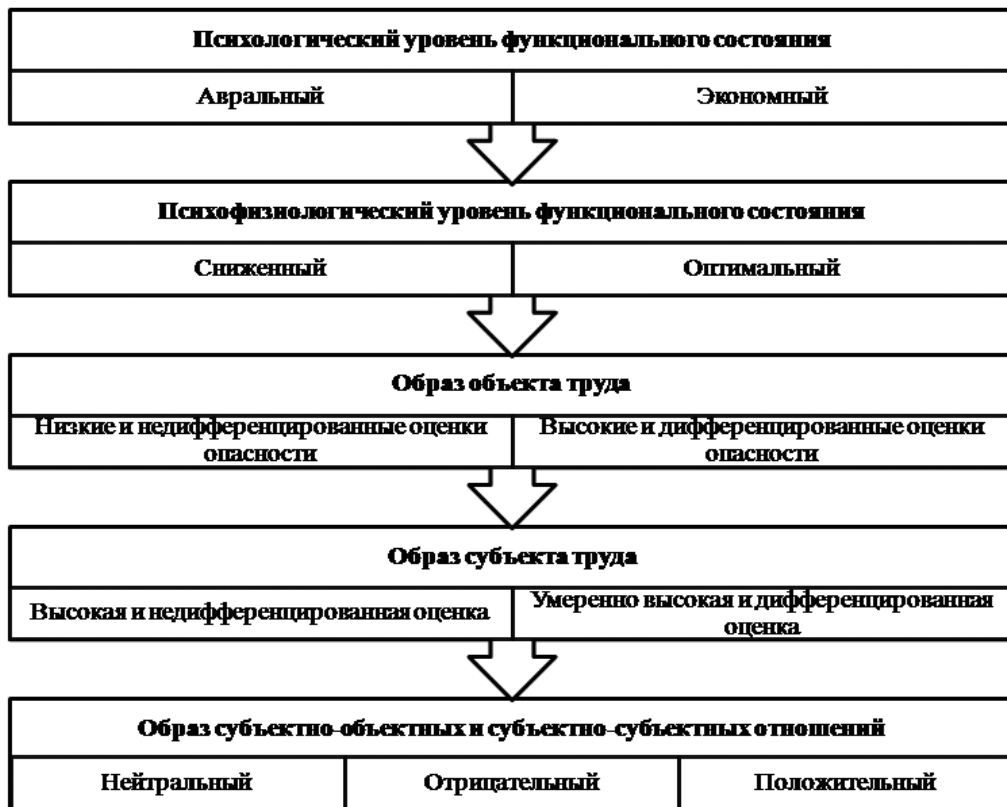 Психологический уровень функционального состояния
Авральный
Экономный
Психофизиологический уровень функционального состояния
Сниженный
Оптимальный
Образ объекта труда
Низкие и недифференцированные оценки
опасности
Высокие и дифференцированные оценки
опасности
Образ субъекта труда
Высокая и недифференцированная оценка
Умеренно высокая и дифференцированная
оценка
Образ субъектно-объектных и субъектно-субъектных отношений
Нейтральный
Отрицательный
Положительный